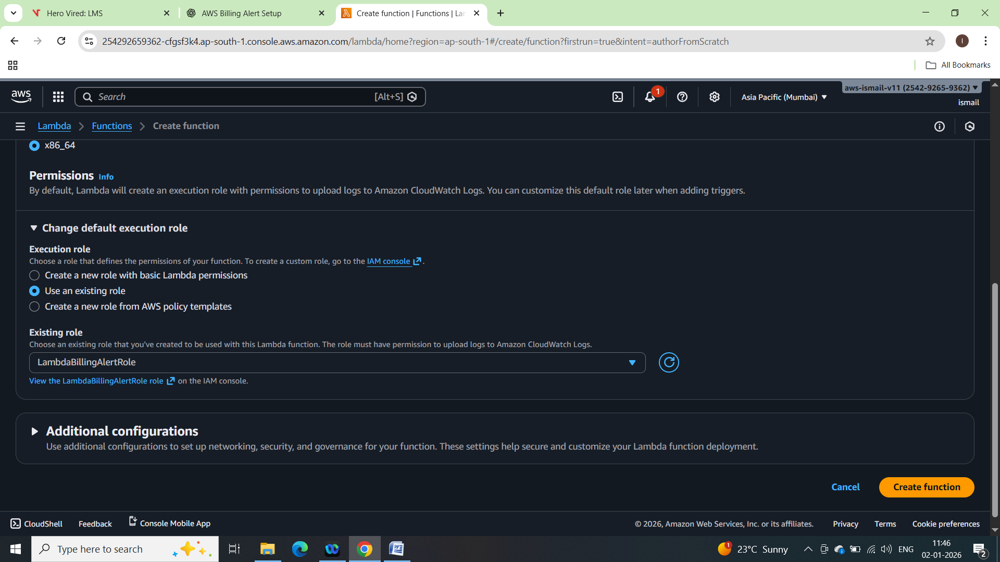 Hero Vired: LMS
AWS Billing Alert Setup
Create function | Functions | Lar
254292659362-cfgsf3k4.ap-south-1.console.aws.amazon.com/lambda/home?region=ap-south-1#/create/function?firstrun=true&intent=authorFromScratch
I
All Bookmarks
aws
Search
[Alt+S]
1
Asia Pacific (Mumbai)
aws-ismail-v11 (2542-9265-9362)
ismail
Lambda
Functions
Create function
x86_64
Permissions Info
By default, Lambda will create an execution role with permissions to upload logs to Amazon CloudWatch Logs. You can customize this default role later when adding triggers.
Change default execution role
Execution role
Choose a role that defines the permissions of your function. To create a custom role, go to the IAM console.
Create a new role with basic Lambda permissions
Use an existing role
Create a new role from AWS policy templates
Existing role
Choose an existing role that you've created to be used with this Lambda function. The role must have permission to upload logs to Amazon CloudWatch Logs.
LambdaBillingAlertRole
View the LambdaBillingAlertRole role on the IAM console.
Additional configurations
Use additional configurations to set up networking, security, and governance for your function. These settings help secure and customize your Lambda function deployment.
Cancel
Create function
CloudShell
Feedback
Console Mobile App
© 2026, Amazon Web Services, Inc. or its affiliates.
Privacy
Terms
Cookie preferences
Type here to search
1
23°C Sunny
ENG
11:46
02-01-2026
2